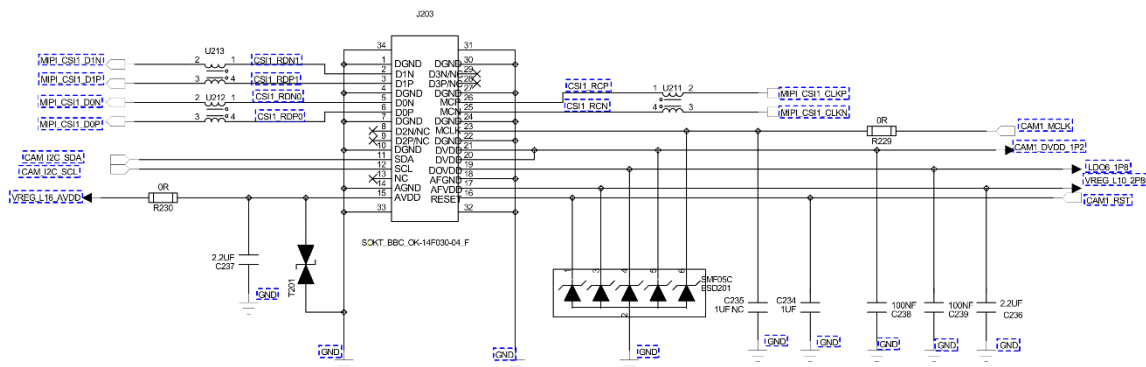 J203
34
31
MIPI_CSI1_D1N
2
U213
1
CSI1_RDN1
MIPI_CSI1_D1P
3
4
CSI1_RDP1
MIPI_CSI1_D0N
2
U212
1
CSI1_RDN0
MIPI_CSI1_D0P
3
4
CSI1_RDP0
1 DGND
2 D1N
3 D1P
4 DGND
5 D0N
6 D0P
7 DGND
8 D2N/NC
9 D2P/NC
10 DGND
11 SDA
12 SCL
13 NC
14 AGND
15 AVDD
33
DGND 30
D3N/NC 29
D3P/NC 28
DGND 27
MCP 26
MCN 25
DGND 24
MCLK 23
DGND 22
DVDD 21
DVDD 20
DOVDD 19
AFGND 18
AFVDD 17
RESET 16
32
CSI1_RCP
1
U211
2
MIPI_CSI1_CLKP
CSI1_RCN
4
3
MIPI_CSI1_CLKN
0R
R229
CAM1_MCLK
CAM1_DVDD_1P2
CAM_I2C_SDA
CAM_I2C_SCL
LDO6_1P8
VREG_L10_2P8
CAM1_RST
VREG_L16_AVDD
0R
R230
SOKT_BBC_OK-14F030-04_F
2.2UF
C237
T201
GND
1
3
4
5
6
2
SMF05C
ESD201
C235
1UF NC
C234
1UF
100NF
C238
100NF
C239
2.2UF
C236
GND
GND
GND
GND
GND
GND
GND
GND